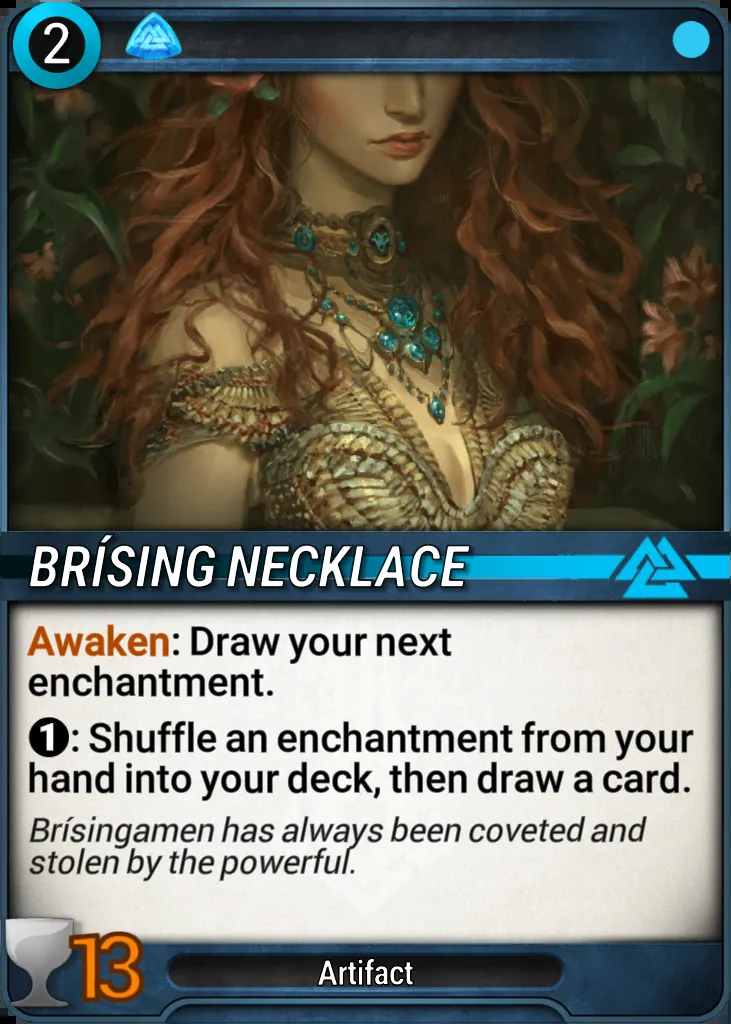 2
BRÍSING NECKLACE
Awaken: Draw your next
enchantment.
1: Shuffle an enchantment from your
hand into your deck, then draw a card.
Brísingamen has always been coveted and
stolen by the powerful.
13
Artifact